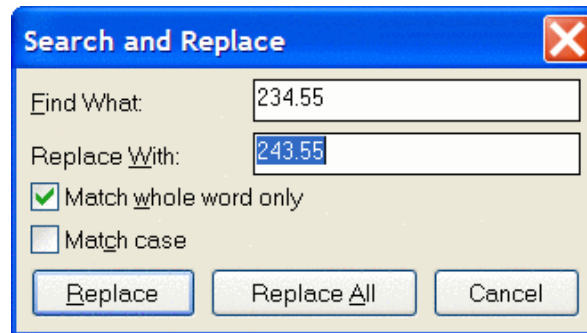 Search and Replace
Find What: 234.55
Replace With: 243.55
Match whole word only
Match case
Replace Replace All Cancel